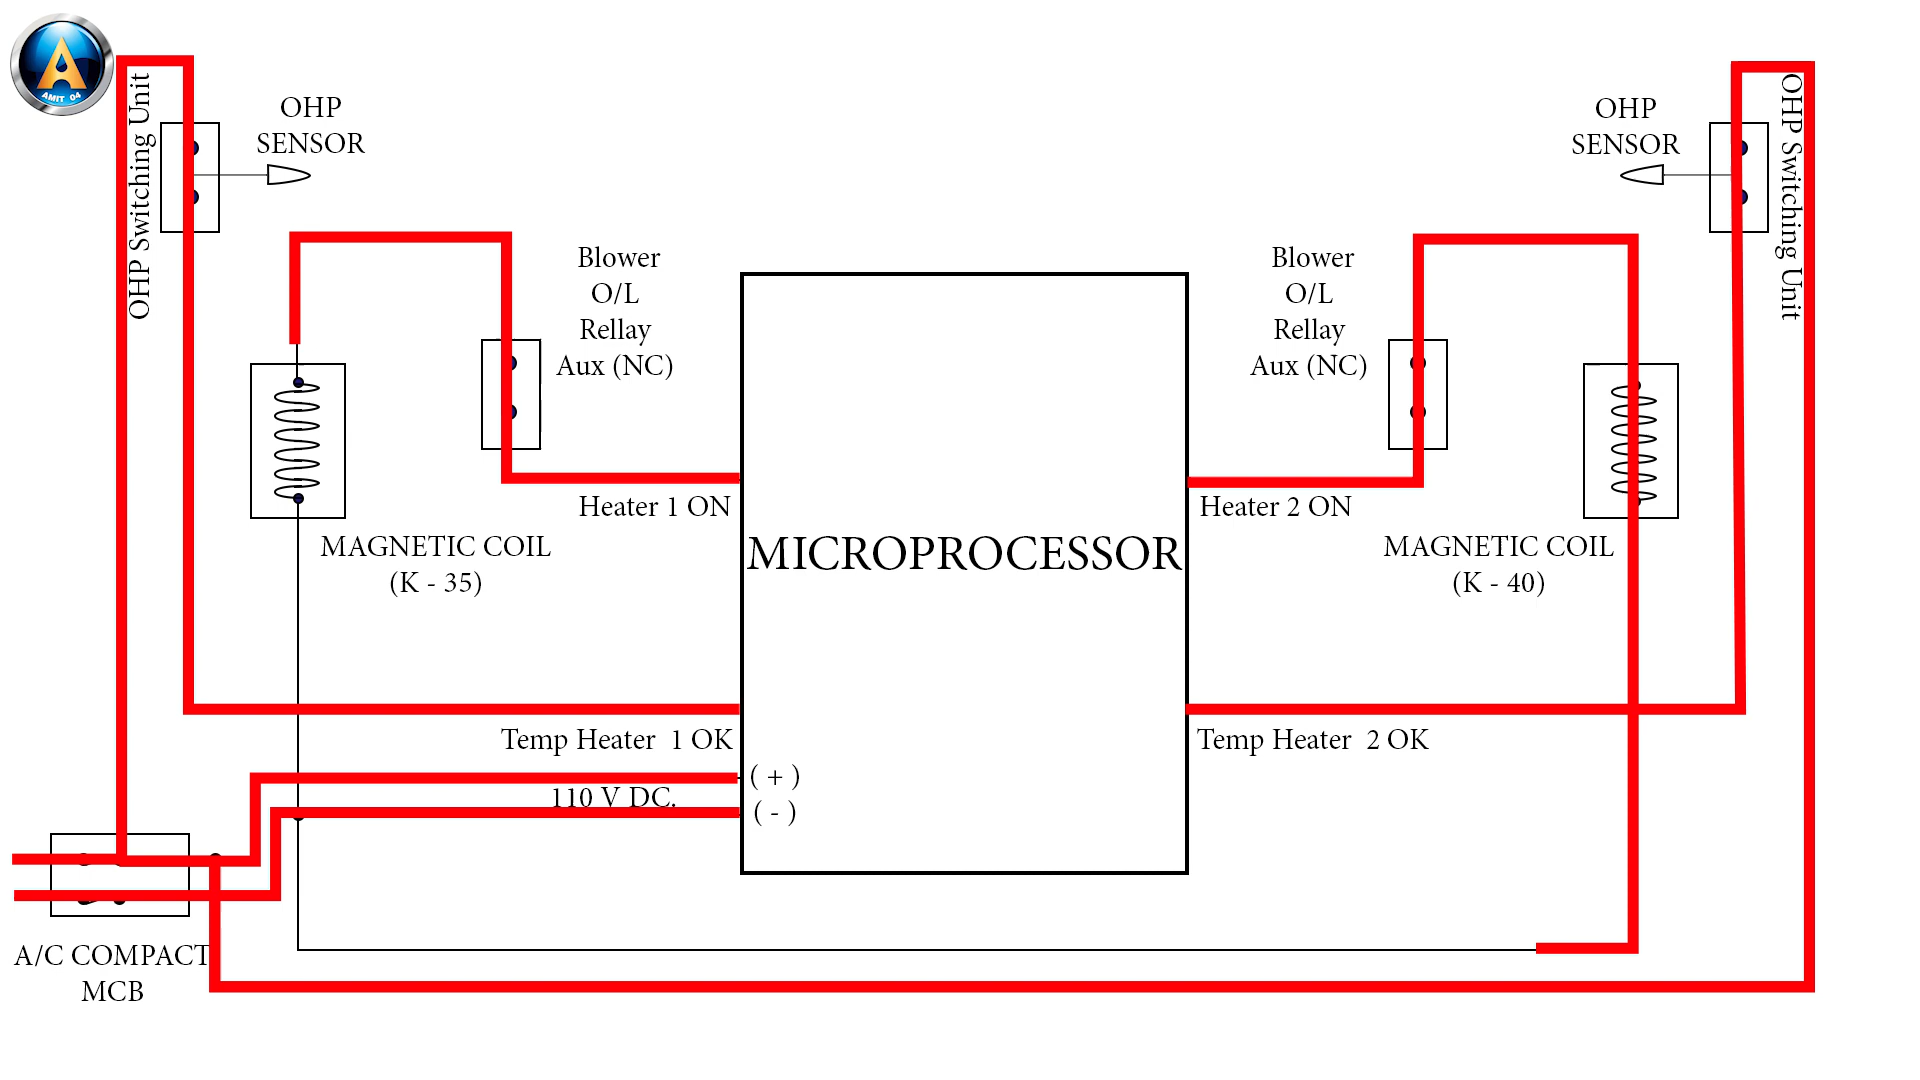 A
AMIT 04
OHP Switching Unit
OHP
SENSOR
OHP
SENSOR
OHP Switching Unit
Blower
O/L
Rellay
Aux (NC)
Blower
O/L
Rellay
Aux (NC)
Heater 1 ON
Heater 2 ON
MAGNETIC COIL
(K - 35)
MICROPROCESSOR
MAGNETIC COIL
(K - 40)
Temp Heater 1 OK
Temp Heater 2 OK
( + )
110 V DC.
( - )
A/C COMPACT
MCB